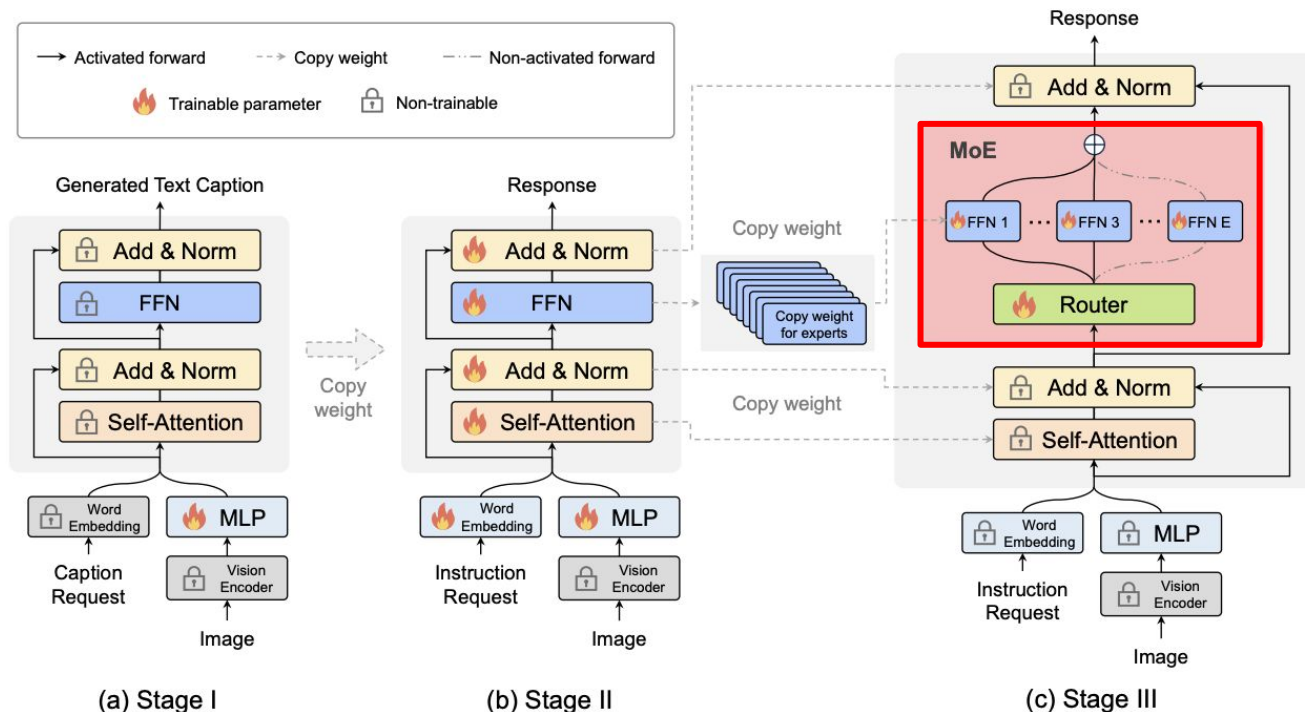 Activated forward
Copy weight
Non-activated forward
Trainable parameter
Non-trainable
Generated Text Caption
Add & Norm
FFN
Add & Norm
Self-Attention
Word
Embedding
MLP
Caption
Request
Vision
Encoder
Image
(a) Stage I
Copy
weight
Response
Add & Norm
FFN
Add & Norm
Self-Attention
Word
Embedding
MLP
Instruction
Request
Vision
Encoder
Image
(b) Stage II
Copy weight
Copy weight
for experts
Copy weight
Response
Add & Norm
MoE
FFN 1
...
FFN 3
...
FFN E
Router
Add & Norm
Self-Attention
Word
Embedding
MLP
Instruction
Request
Vision
Encoder
Image
(c) Stage III